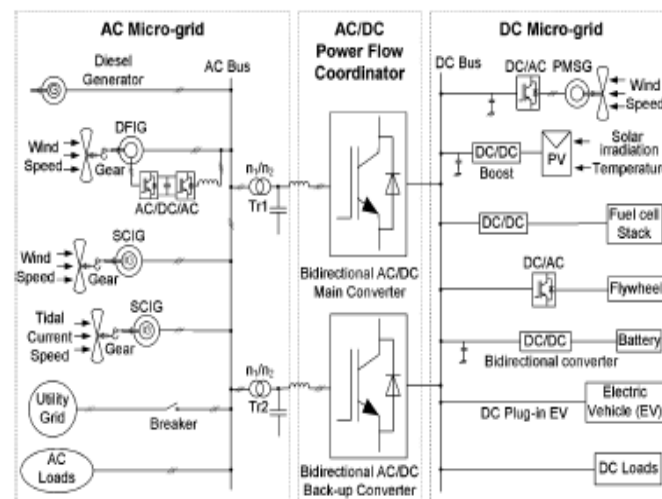 AC Micro-grid
AC/DC
Power Flow
Coordinator
DC Micro-grid
Diesel
Generator
SG
AC Bus
DFIG
Wind
Speed
Gear
AC/DC/AC
SCIG
Wind
Speed
Gear
SCIG
Tidal
Current
Speed
Gear
Utility
Grid
Breaker
AC
Loads
n₁/n₂
Tr1
Bidirectional AC/DC
Main Converter
n₁/n₂
Tr2
Bidirectional AC/DC
Back-up Converter
DC Bus
DC/AC
PMSG
Wind
Speed
DC/DC
Boost
PV
Solar
irradiation
Temperature
DC/DC
Fuel cell
Stack
DC/AC
Flywheel
DC/DC
Battery
Bidirectional converter
DC Plug-in EV
Electric
Vehicle (EV)
DC Loads